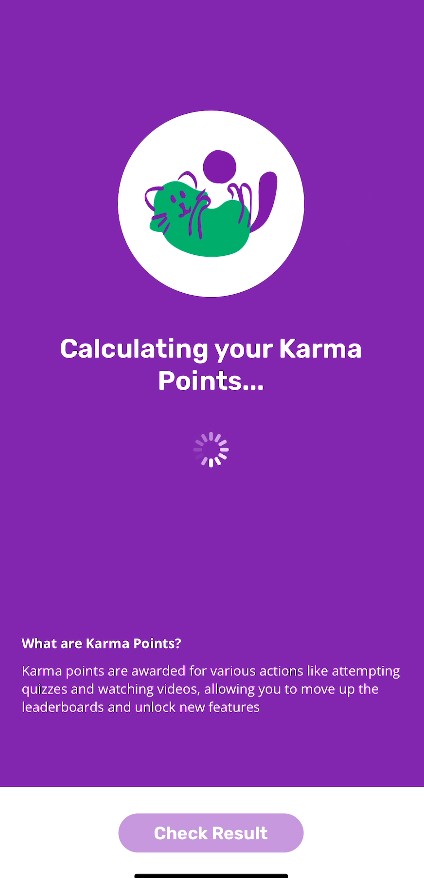 Calculating your Karma
Points...
What are Karma Points?
Karma points are awarded for various actions like attempting
quizzes and watching videos, allowing you to move up the
leaderboards and unlock new features
Check Result